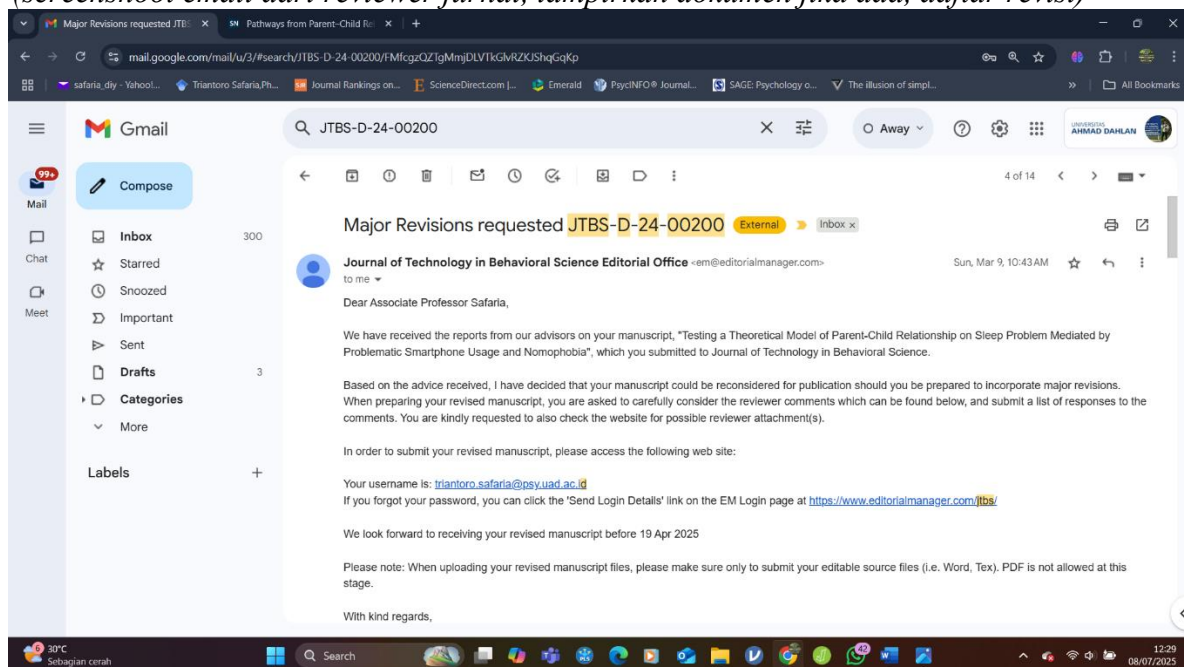 (screenshoot email dari reviewer jurnal, lampirkan dokumen jika ada, daftar revisi)
Major Revisions requested JTBS
Pathways from Parent–Child Rel
mail.google.com/mail/u/3/#search/JTBS-D-24-00200/FMfcgzQZTgMmjDLVTkGlvRZKJShqGqKp
safaria_diy - Yahoo!...
Triantoro Safaria,Ph...
Journal Rankings on...
ScienceDirect.com |...
Emerald
PsycINFO® Journal...
SAGE: Psychology o...
The illusion of simpl...
All Bookmarks
Gmail
JTBS-D-24-00200
Away
UNIVERSITAS
AHMAD DAHLAN
99+
Mail
Compose
4 of 14
Chat
Meet
Inbox 300
Starred
Snoozed
Important
Sent
Drafts 3
Categories
More
Labels
Major Revisions requested JTBS-D-24-00200 External Inbox x
Journal of Technology in Behavioral Science Editorial Office <em@editorialmanager.com> Sun, Mar 9, 10:43 AM
to me
Dear Associate Professor Safaria,
We have received the reports from our advisors on your manuscript, "Testing a Theoretical Model of Parent-Child Relationship on Sleep Problem Mediated by
Problematic Smartphone Usage and Nomophobia", which you submitted to Journal of Technology in Behavioral Science.
Based on the advice received, I have decided that your manuscript could be reconsidered for publication should you be prepared to incorporate major revisions.
When preparing your revised manuscript, you are asked to carefully consider the reviewer comments which can be found below, and submit a list of responses to the
comments. You are kindly requested to also check the website for possible reviewer attachment(s).
In order to submit your revised manuscript, please access the following web site:
Your username is: triantoro.safaria@psy.uad.ac.id
If you forgot your password, you can click the 'Send Login Details' link on the EM Login page at https://www.editorialmanager.com/jtbs/
We look forward to receiving your revised manuscript before 19 Apr 2025
Please note: When uploading your revised manuscript files, please make sure only to submit your editable source files (i.e. Word, Tex). PDF is not allowed at this
stage.
With kind regards,
30°C
Sebagian cerah
Search
42
12:29
08/07/2025